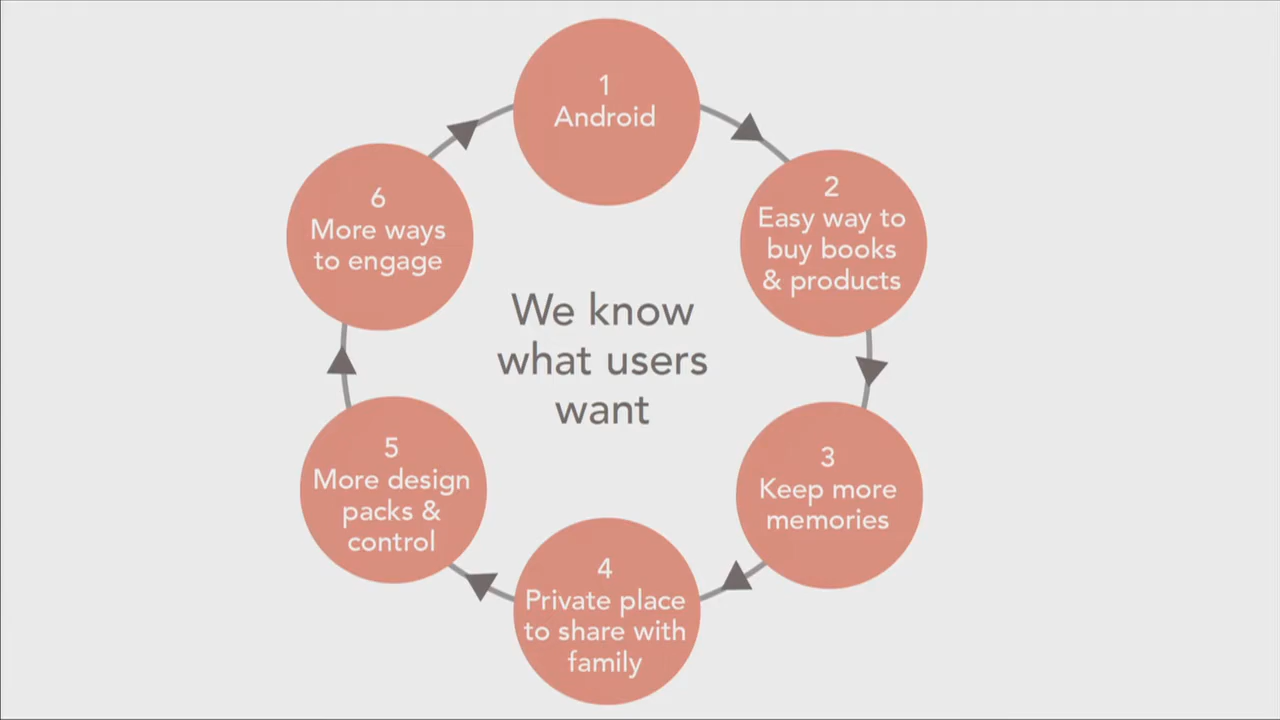 1
Android
2
Easy way to
buy books
& products
3
Keep more
memories
4
Private place
to share with
family
5
More design
packs &
control
6
More ways
to engage
We know
what users
want